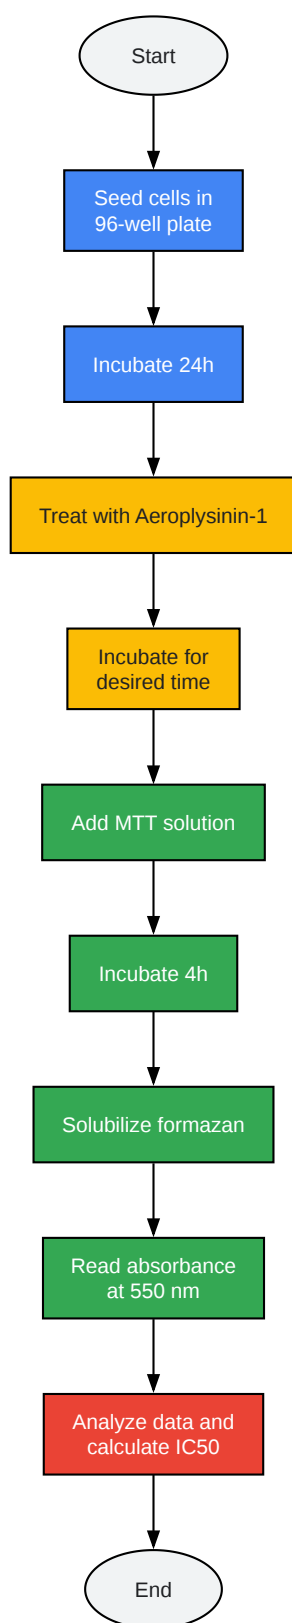 Start
Seed cells in
96-well plate
Incubate 24h
Treat with Aeroplysinin-1
Incubate for
desired time
Add MTT solution
Incubate 4h
Solubilize formazan
Read absorbance
at 550 nm
Analyze data and
calculate IC50
End